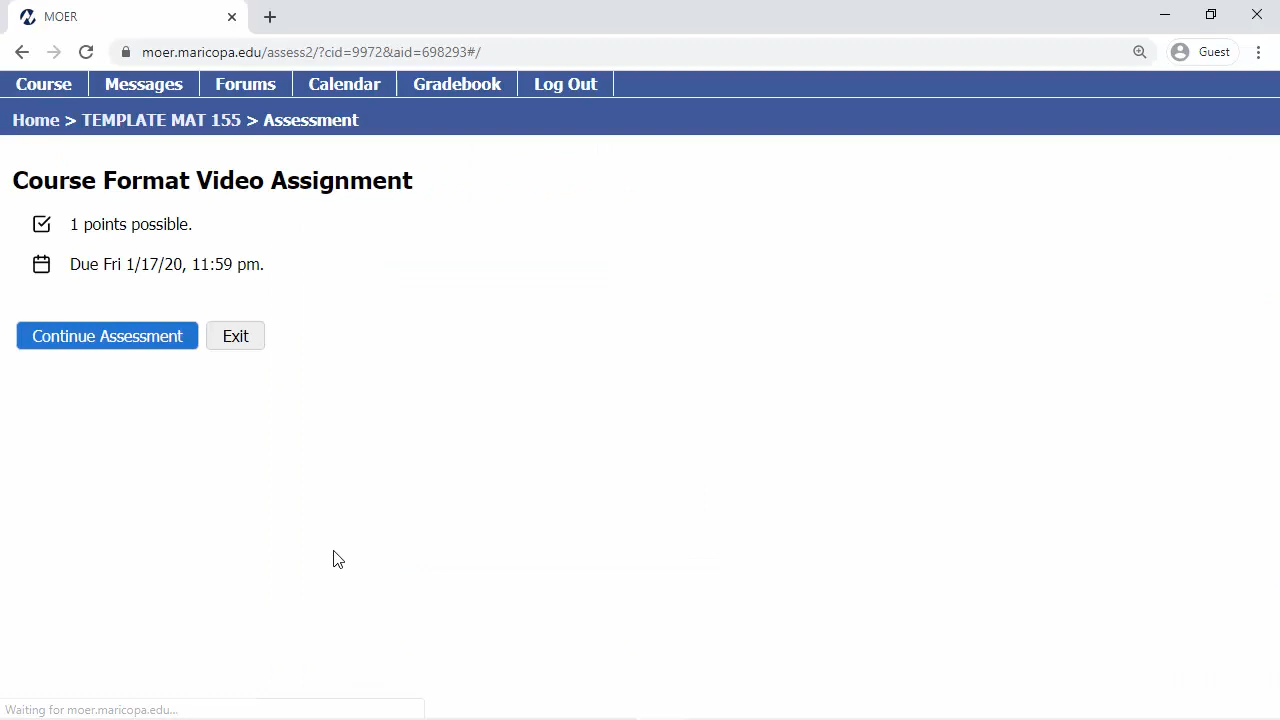 MOER
moer.maricopa.edu/assess2/?cid=9972&aid=698293#/
Guest
Course
Messages
Forums
Calendar
Gradebook
Log Out
Home > TEMPLATE MAT 155 > Assessment
Course Format Video Assignment
1 points possible.
Due Fri 1/17/20, 11:59 pm.
Continue Assessment
Exit
Waiting for moer.maricopa.edu...